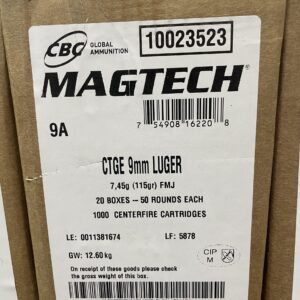 CBC GLOBAL AMMUNITION
10023523
MAGTECH®
9A
7 54908 16220 8
CTGE 9mm LUGER
7,45g (115gr) FMJ
20 BOXES - 50 ROUNDS EACH
1000 CENTERFIRE CARTRIDGES
LE: 0011381674 LF: 5878
GW: 12.60kg
CIP
M
On receipt of these goods please check
the gross weight of this box.